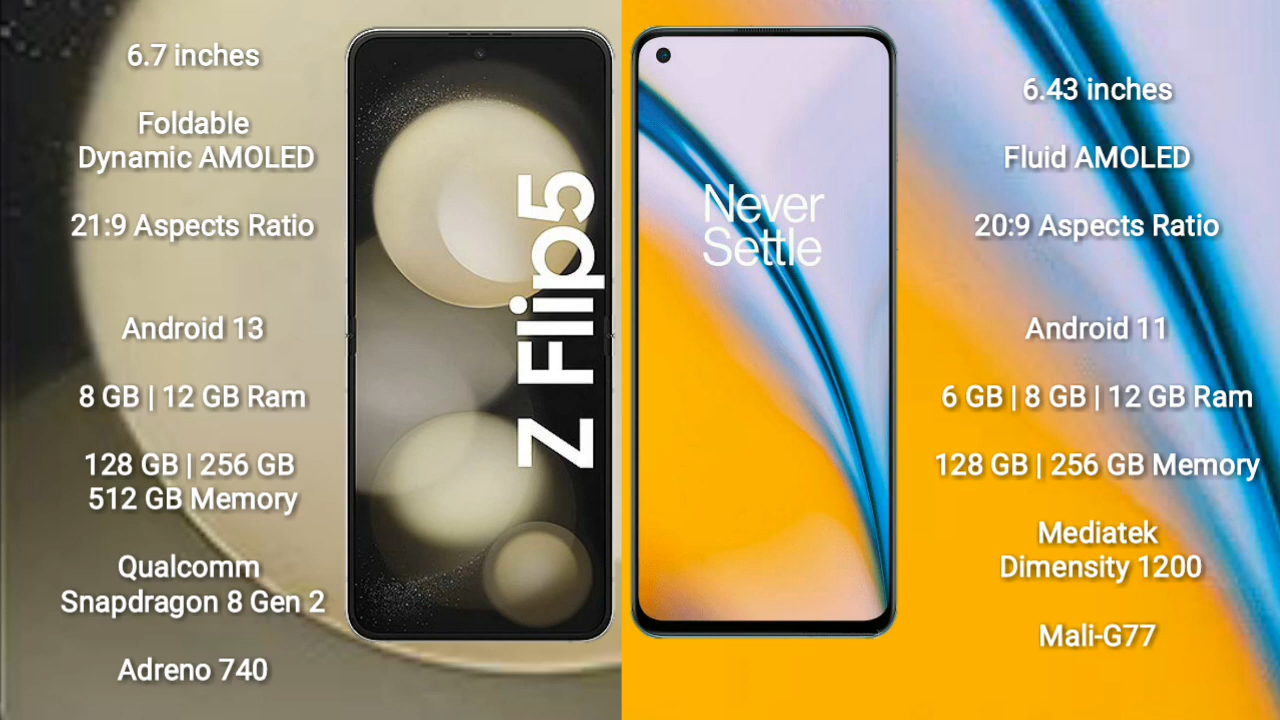 6.7 inches
Foldable
Dynamic AMOLED
21:9 Aspects Ratio
Android 13
8 GB | 12 GB Ram
128 GB | 256 GB
512 GB Memory
Qualcomm
Snapdragon 8 Gen 2
Adreno 740
Z Flip5
Never
Settle
6.43 inches
Fluid AMOLED
20:9 Aspects Ratio
Android 11
6 GB | 8 GB | 12 GB Ram
128 GB | 256 GB Memory
Mediatek
Dimensity 1200
Mali-G77